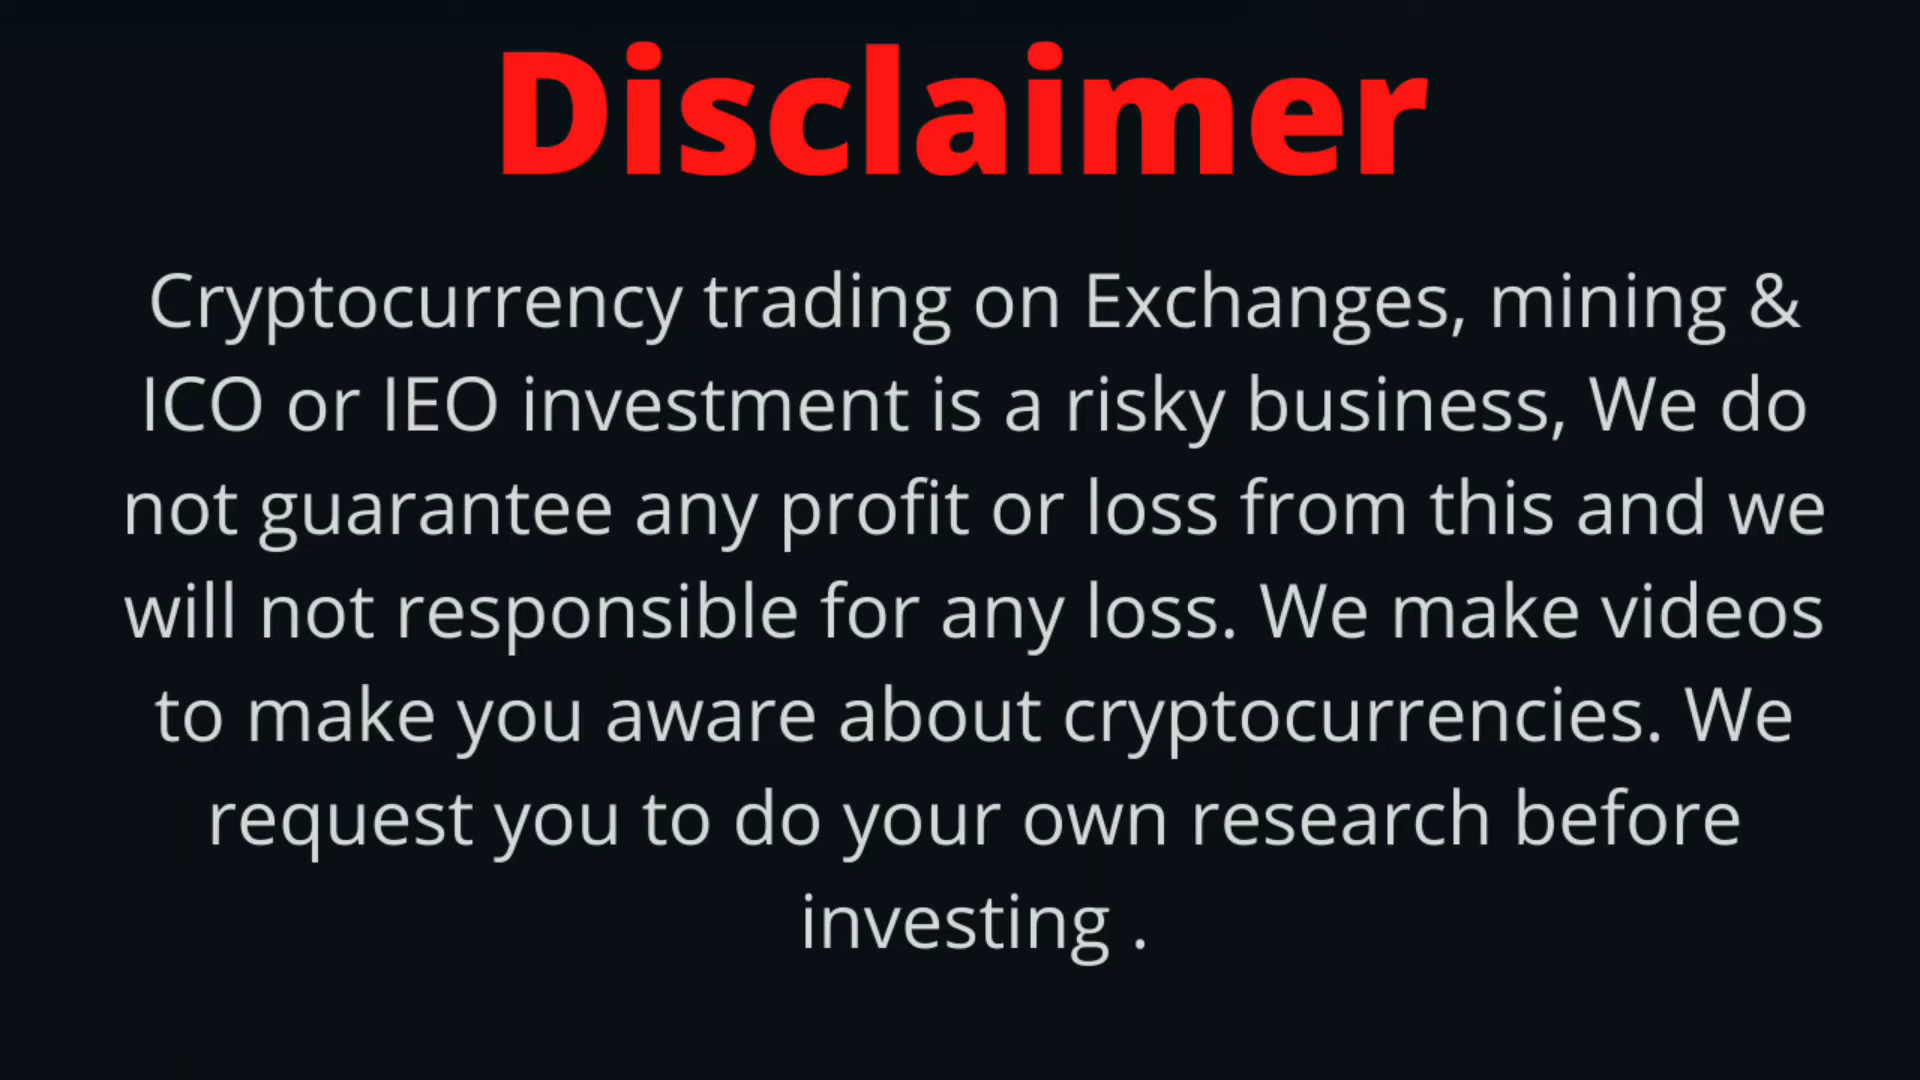 Disclaimer
Cryptocurrency trading on Exchanges, mining &
ICO or IEO investment is a risky business, We do
not guarantee any profit or loss from this and we
will not responsible for any loss. We make videos
to make you aware about cryptocurrencies. We
request you to do your own research before
investing .